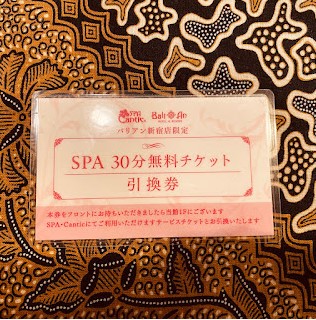 SPA Cantic Bali An
バリアン新宿店限定
SPA 30分無料チケット
引換券
本券をフロントにお持ちいただきましたら当館1Fにございます
SPA・Canticにてご利用いただけますサービスチケットとお引換いたします